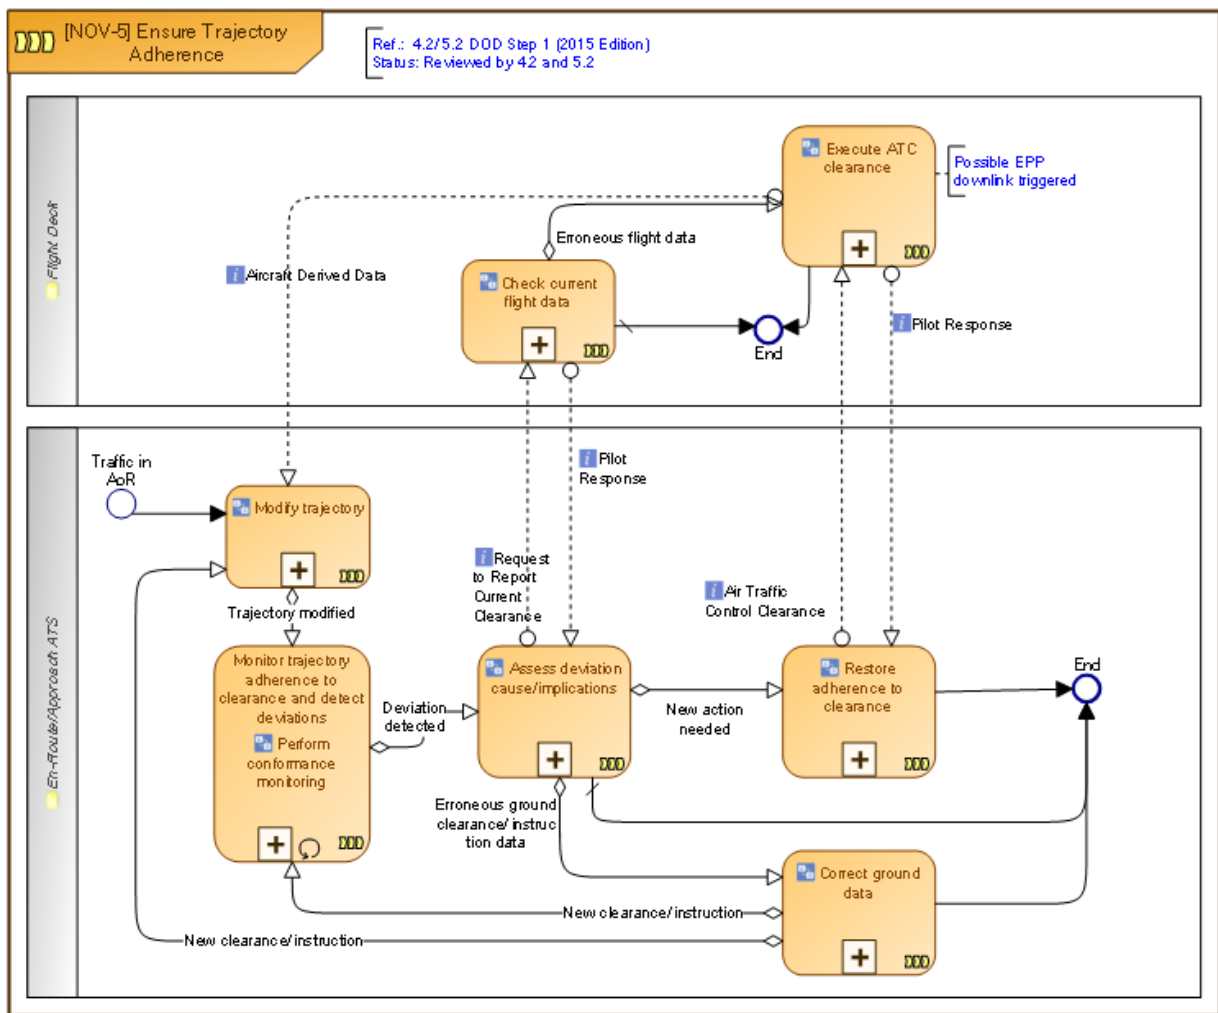 [NOV-5] Ensure Trajectory
Adherence
Ref.: 4.2/5.2 DOD Step 1 (2015 Edition)
Status: Reviewed by 4.2 and 5.2
Flight Deck
Execute ATC
clearance
Possible EPP
downlink triggered
Erroneous flight data
Aircraft Derived Data
Check current
flight data
Pilot Response
End
En-Route/Approach ATS
Traffic in
AoR
Pilot
Response
Modify trajectory
Request
to Report
Current
Clearance
Air Traffic
Control Clearance
Trajectory modified
Monitor trajectory
adherence to
clearance and detect
deviations
Perform
conformance
monitoring
Deviation
detected
Assess deviation
cause/implications
New action
needed
Restore
adherence to
clearance
End
Erroneous ground
clearance/ instruc
tion data
Correct ground
data
New clearance/instruction
New clearance/instruction